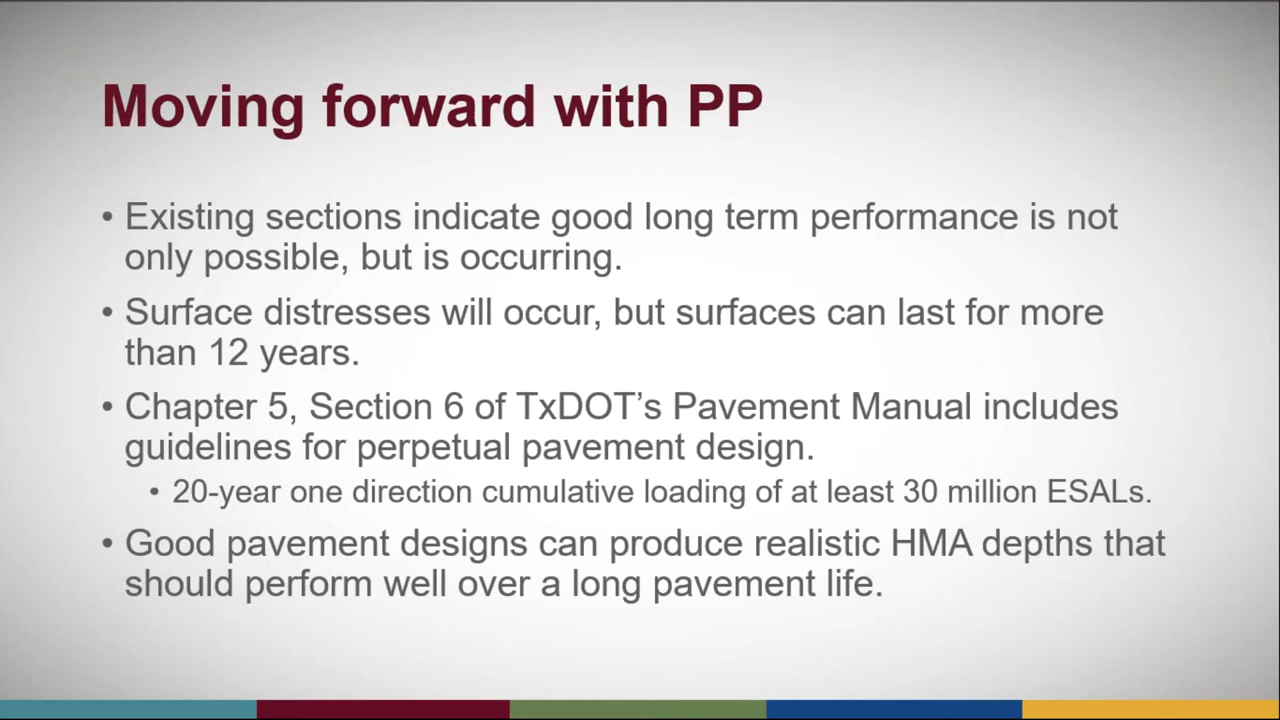 Moving forward with PP
• Existing sections indicate good long term performance is not
only possible, but is occurring.
• Surface distresses will occur, but surfaces can last for more
than 12 years.
• Chapter 5, Section 6 of TxDOT’s Pavement Manual includes
guidelines for perpetual pavement design.
• 20-year one direction cumulative loading of at least 30 million ESALs.
• Good pavement designs can produce realistic HMA depths that
should perform well over a long pavement life.